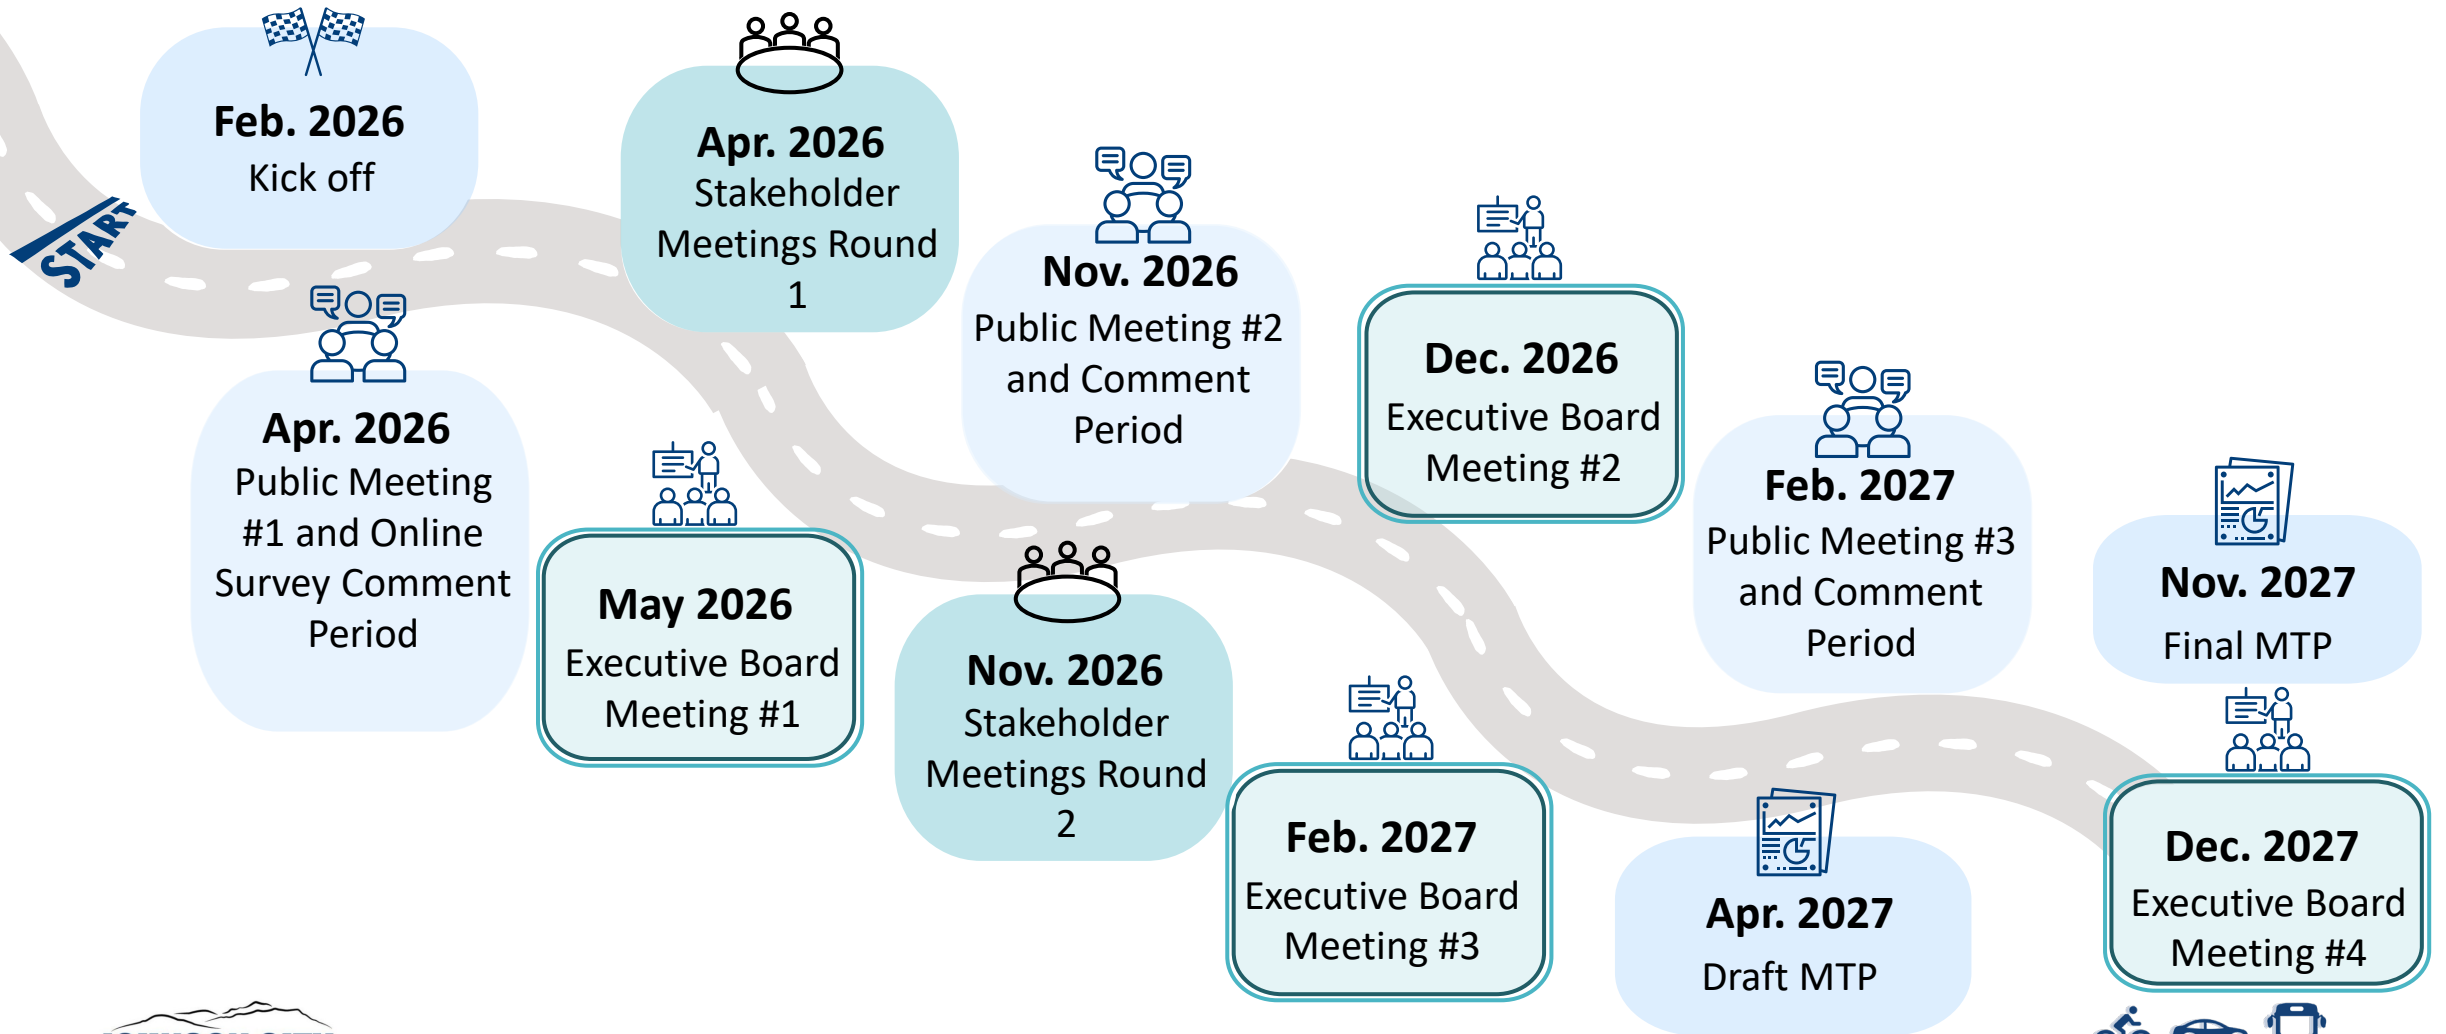 START
Feb. 2026
Kick off
Apr. 2026
Public Meeting
#1 and Online
Survey Comment
Period
Apr. 2026
Stakeholder
Meetings Round
1
May 2026
Executive Board
Meeting #1
Nov. 2026
Public Meeting #2
and Comment
Period
Nov. 2026
Stakeholder
Meetings Round
2
Dec. 2026
Executive Board
Meeting #2
Feb. 2027
Executive Board
Meeting #3
Feb. 2027
Public Meeting #3
and Comment
Period
Apr. 2027
Draft MTP
Nov. 2027
Final MTP
Dec. 2027
Executive Board
Meeting #4